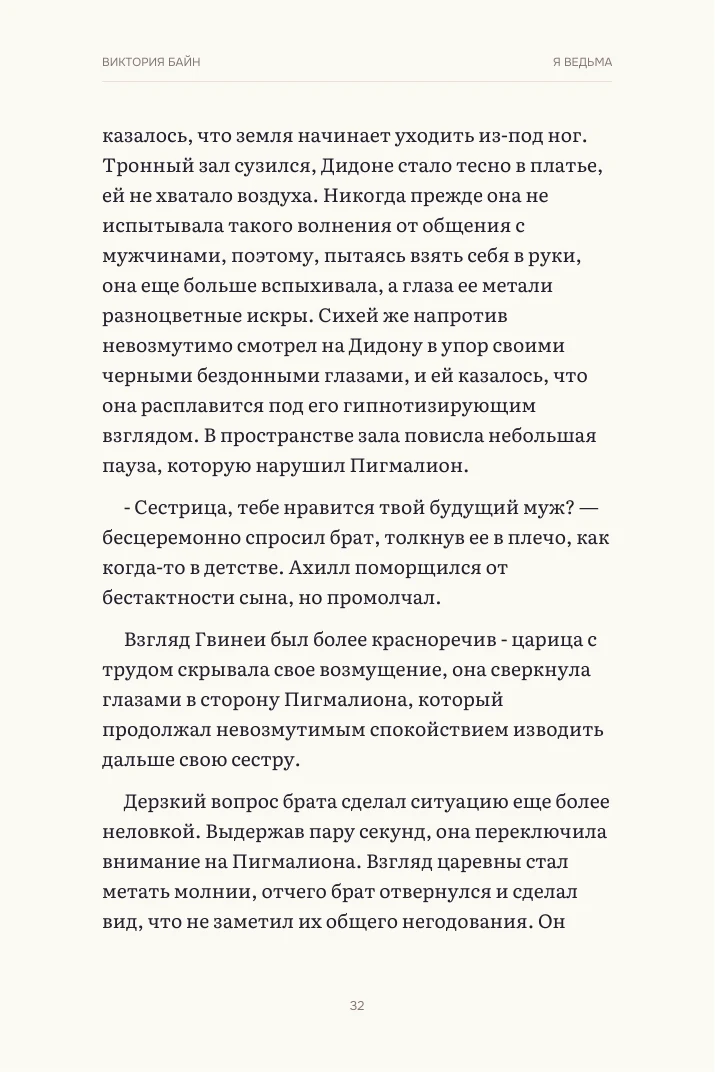 ВИКТОРИЯ БАЙН
Я ВЕДЬМА
казалось, что земля начинает уходить из-под ног.
Тронный зал сузился, Дидоне стало тесно в платье,
ей не хватало воздуха. Никогда прежде она не
испытывала такого волнения от общения с
мужчинами, поэтому, пытаясь взять себя в руки,
она еще больше вспыхивала, а глаза ее метали
разноцветные искры. Сихей же напротив
невозмутимо смотрел на Дидону в упор своими
черными бездонными глазами, и ей казалось, что
она расплавится под его гипнотизирующим
взглядом. В пространстве зала повисла небольшая
пауза, которую нарушил Пигмалион.
- Сестрица, тебе нравится твой будущий муж? —
бесцеремонно спросил брат, толкнув ее в плечо, как
когда-то в детстве. Ахилл поморщился от
бестактности сына, но промолчал.
Взгляд Гвинеи был более красноречив - царица с
трудом скрывала свое возмущение, она сверкнула
глазами в сторону Пигмалиона, который
продолжал невозмутимым спокойствием изводить
дальше свою сестру.
Дерзкий вопрос брата сделал ситуацию еще более
неловкой. Выдержав пару секунд, она переключила
внимание на Пигмалиона. Взгляд царевны стал
метать молнии, отчего брат отвернулся и сделал
вид, что не заметил их общего негодования. Он
32